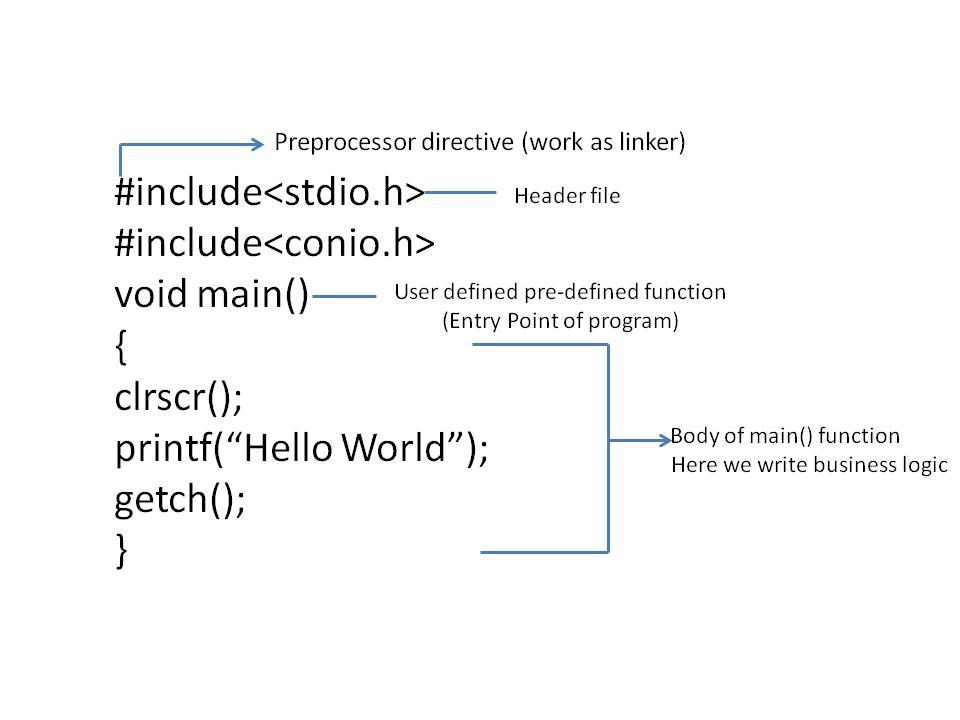 Preprocessor directive (work as linker)
#include<stdio.h>
Header file
#include<conio.h>
void main()
User defined pre-defined function
(Entry Point of program)
{
clrscr();
printf(“Hello World”);
Body of main() function
Here we write business logic
getch();
}